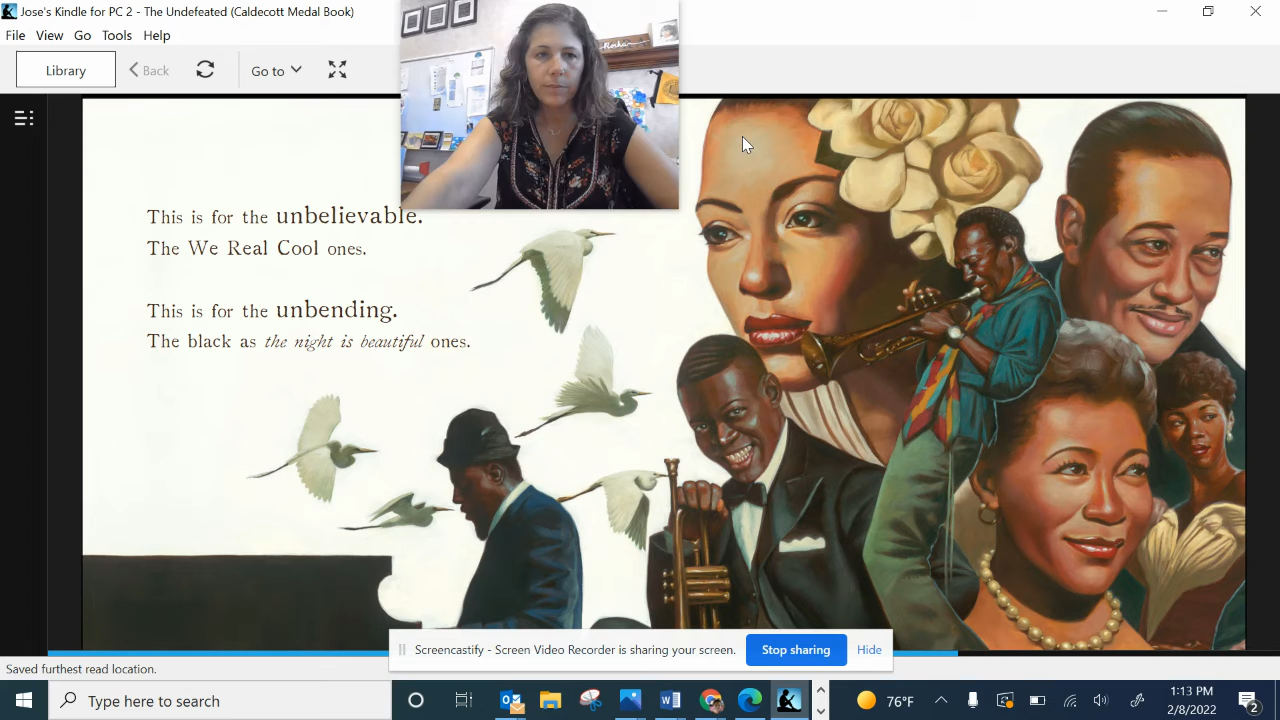 Jose's Kindle for PC 2 - The Undefeated (Caldecott Medal Book)
File View Go Tools Help
Library Back Go to
This is for the unbelievable.
The We Real Cool ones.
This is for the unbending.
The black as the night is beautiful ones.
Screencastify - Screen Video Recorder is sharing your screen. Stop sharing Hide
Saved furthest read location.
Type here to search
76°F
1:13 PM
2/8/2022
2